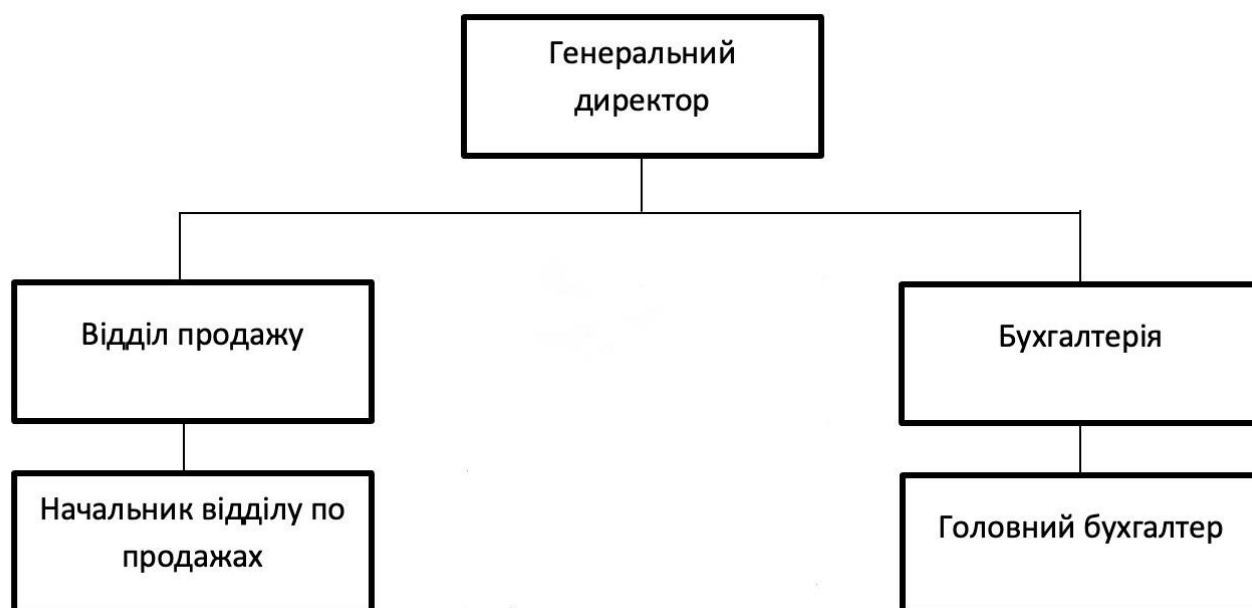 Генеральний
директор
Відділ продажу
Бухгалтерія
Начальник відділу по
продажах
Головний бухгалтер